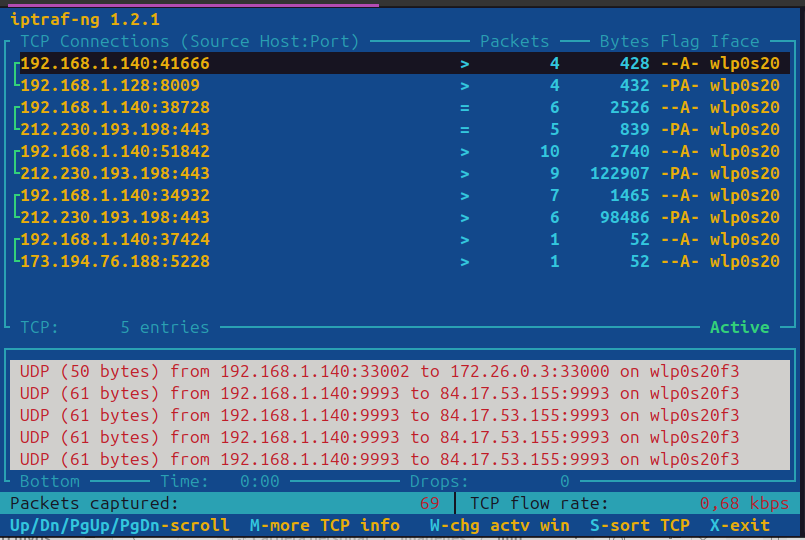 iptraf-ng 1.2.1
TCP Connections (Source Host:Port) Packets Bytes Flag Iface
192.168.1.140:41666 > 4 428 --A- wlp0s20
192.168.1.128:8009 > 4 432 -PA- wlp0s20
192.168.1.140:38728 = 6 2526 --A- wlp0s20
212.230.193.198:443 = 5 839 -PA- wlp0s20
192.168.1.140:51842 > 10 2740 --A- wlp0s20
212.230.193.198:443 > 9 122907 -PA- wlp0s20
192.168.1.140:34932 > 7 1465 --A- wlp0s20
212.230.193.198:443 > 6 98486 -PA- wlp0s20
192.168.1.140:37424 > 1 52 --A- wlp0s20
173.194.76.188:5228 > 1 52 --A- wlp0s20
TCP: 5 entries Active
UDP (50 bytes) from 192.168.1.140:33002 to 172.26.0.3:33000 on wlp0s20f3
UDP (61 bytes) from 192.168.1.140:9993 to 84.17.53.155:9993 on wlp0s20f3
UDP (61 bytes) from 192.168.1.140:9993 to 84.17.53.155:9993 on wlp0s20f3
UDP (61 bytes) from 192.168.1.140:9993 to 84.17.53.155:9993 on wlp0s20f3
UDP (61 bytes) from 192.168.1.140:9993 to 84.17.53.155:9993 on wlp0s20f3
Bottom Time: 0:00 Drops: 0
Packets captured: 69 TCP flow rate: 0,68 kbps
Up/Dn/PgUp/PgDn-scroll M-more TCP info W-chg actv win S-sort TCP X-exit